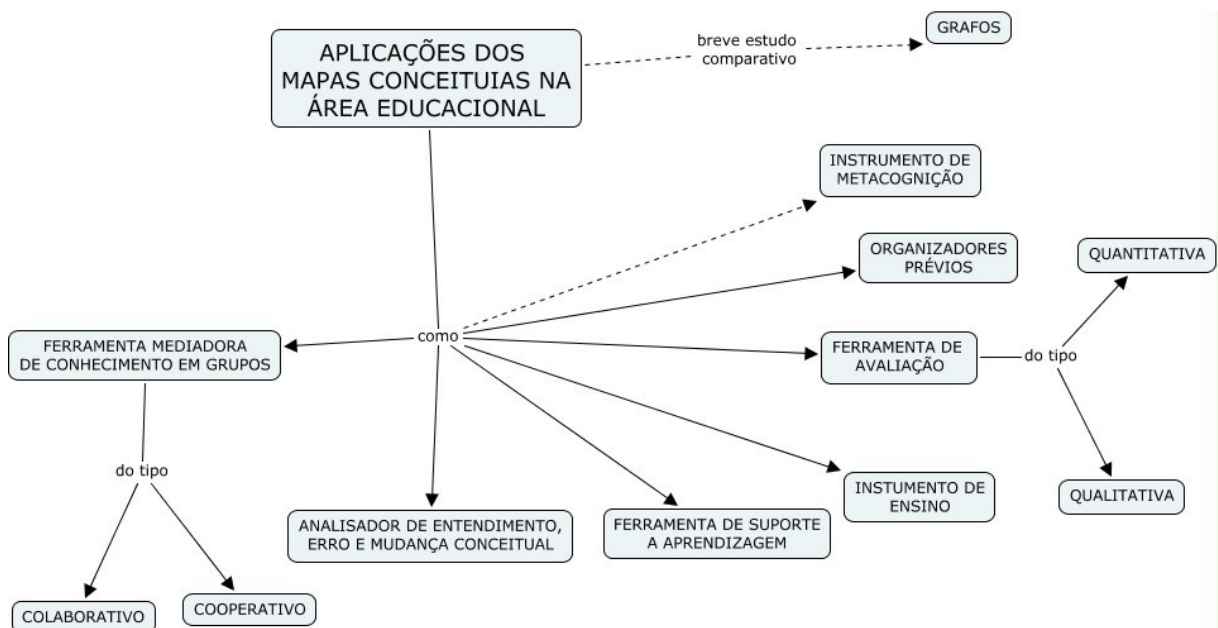 APLICAÇÕES DOS
MAPAS CONCEITUIAS NA
ÁREA EDUCACIONAL
breve estudo
comparativo
GRAFOS
INSTRUMENTO DE
METACOGNIÇÃO
ORGANIZADORES
PRÉVIOS
QUANTITATIVA
como
FERRAMENTA MEDIADORA
DE CONHECIMENTO EM GRUPOS
FERRAMENTA DE
AVALIAÇÃO
do tipo
do tipo
QUALITATIVA
INSTUMENTO DE
ENSINO
ANALISADOR DE ENTENDIMENTO,
ERRO E MUDANÇA CONCEITUAL
FERRAMENTA DE SUPORTE
A APRENDIZAGEM
COLABORATIVO
COOPERATIVO